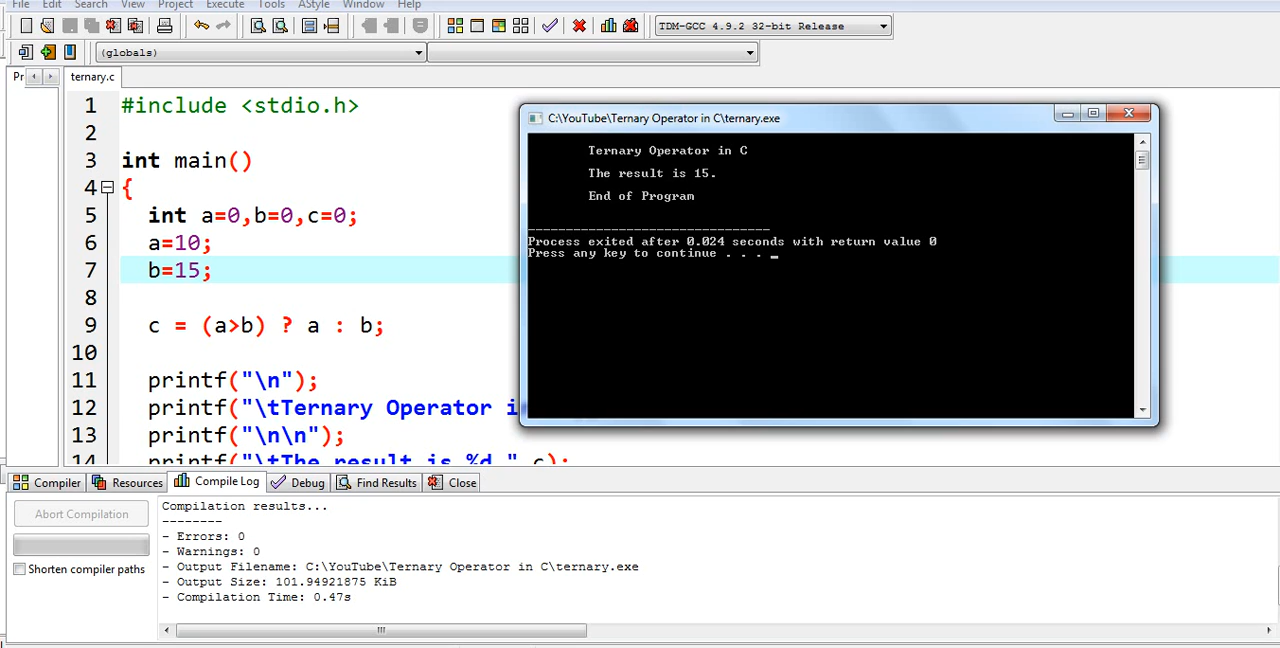 File Edit Search View Project Execute Tools AStyle Window Help
TDM-GCC 4.9.2 32-bit Release
(globals)
Pr
ternary.c
1 #include <stdio.h>
2
3 int main()
4 {
5 int a=0,b=0,c=0;
6 a=10;
7 b=15;
8
9 c = (a>b) ? a : b;
10
11 printf("\n");
12 printf("\tTernary Operator i
13 printf("\n\n");
14 printf("\tThe result is %d." c);
C:\YouTube\Ternary Operator in C\ternary.exe
Ternary Operator in C
The result is 15.
End of Program
--------------------------------
Process exited after 0.024 seconds with return value 0
Press any key to continue . . . _
Compiler Resources Compile Log Debug Find Results Close
Abort Compilation
Shorten compiler paths
Compilation results...
--------
- Errors: 0
- Warnings: 0
- Output Filename: C:\YouTube\Ternary Operator in C\ternary.exe
- Output Size: 101.94921875 KiB
- Compilation Time: 0.47s